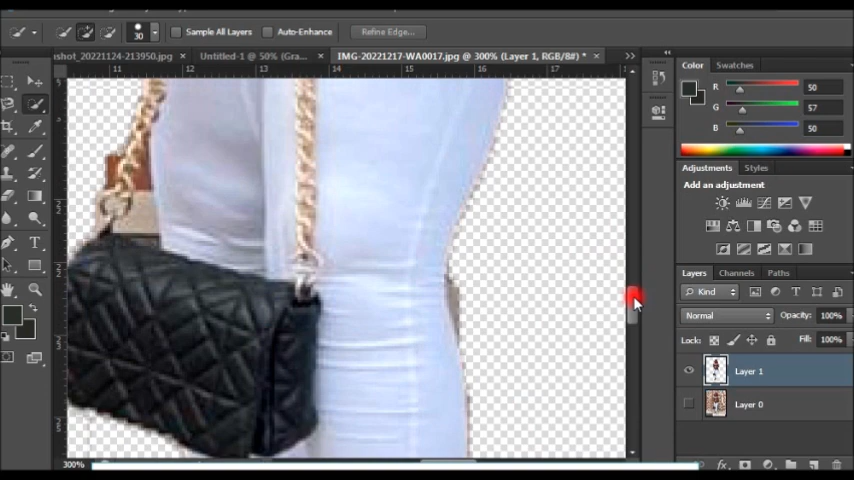 30 Sample All Layers Auto-Enhance Refine Edge...
shot_20221124-213950.jpg × Untitled-1 @ 50% (Gra... × IMG-20221217-WA0017.jpg @ 300% (Layer 1, RGB/8#) * ×
11 12 13 14 15 16 17
Color Swatches
R 50
G 57
B 50
Adjustments Styles
Add an adjustment
Layers Channels Paths
Kind
Normal Opacity: 100%
Lock: Fill: 100%
Layer 1
Layer 0
T
300%
fx